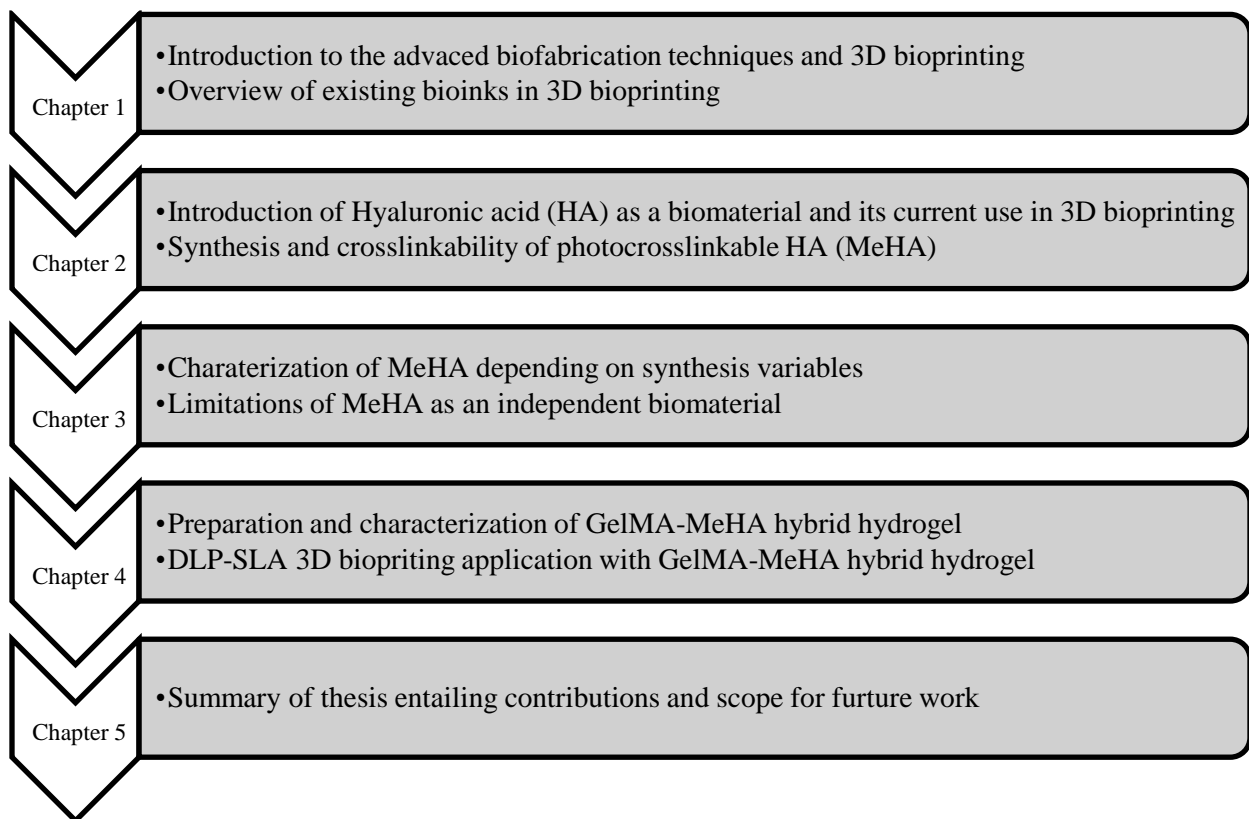 Chapter 1
•Introduction to the advaced biofabrication techniques and 3D bioprinting
•Overview of existing bioinks in 3D bioprinting
Chapter 2
•Introduction of Hyaluronic acid (HA) as a biomaterial and its current use in 3D bioprinting
•Synthesis and crosslinkability of photocrosslinkable HA (MeHA)
Chapter 3
•Charaterization of MeHA depending on synthesis variables
•Limitations of MeHA as an independent biomaterial
Chapter 4
•Preparation and characterization of GelMA-MeHA hybrid hydrogel
•DLP-SLA 3D biopriting application with GelMA-MeHA hybrid hydrogel
Chapter 5
•Summary of thesis entailing contributions and scope for furture work